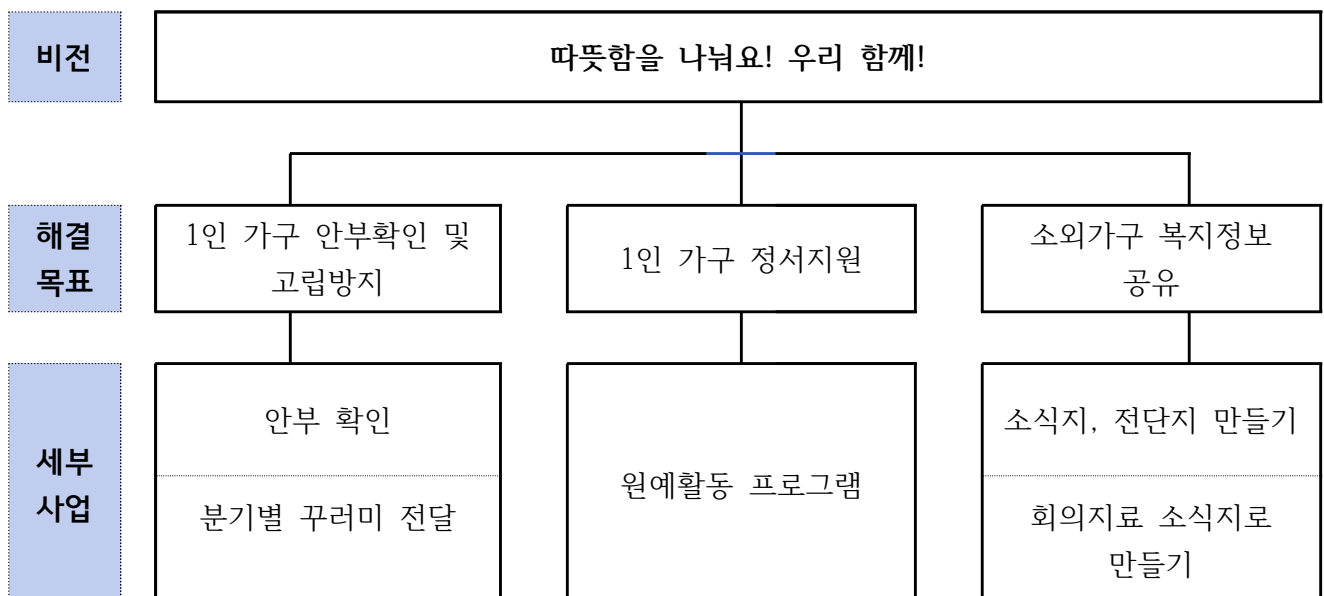 비전
따뜻함을 나눠요! 우리 함께!
해결
목표
1인 가구 안부확인 및
고립방지
1인 가구 정서지원
소외가구 복지정보
공유
세부
사업
안부 확인
분기별 꾸러미 전달
원예활동 프로그램
소식지, 전단지 만들기
회의지료 소식지로
만들기